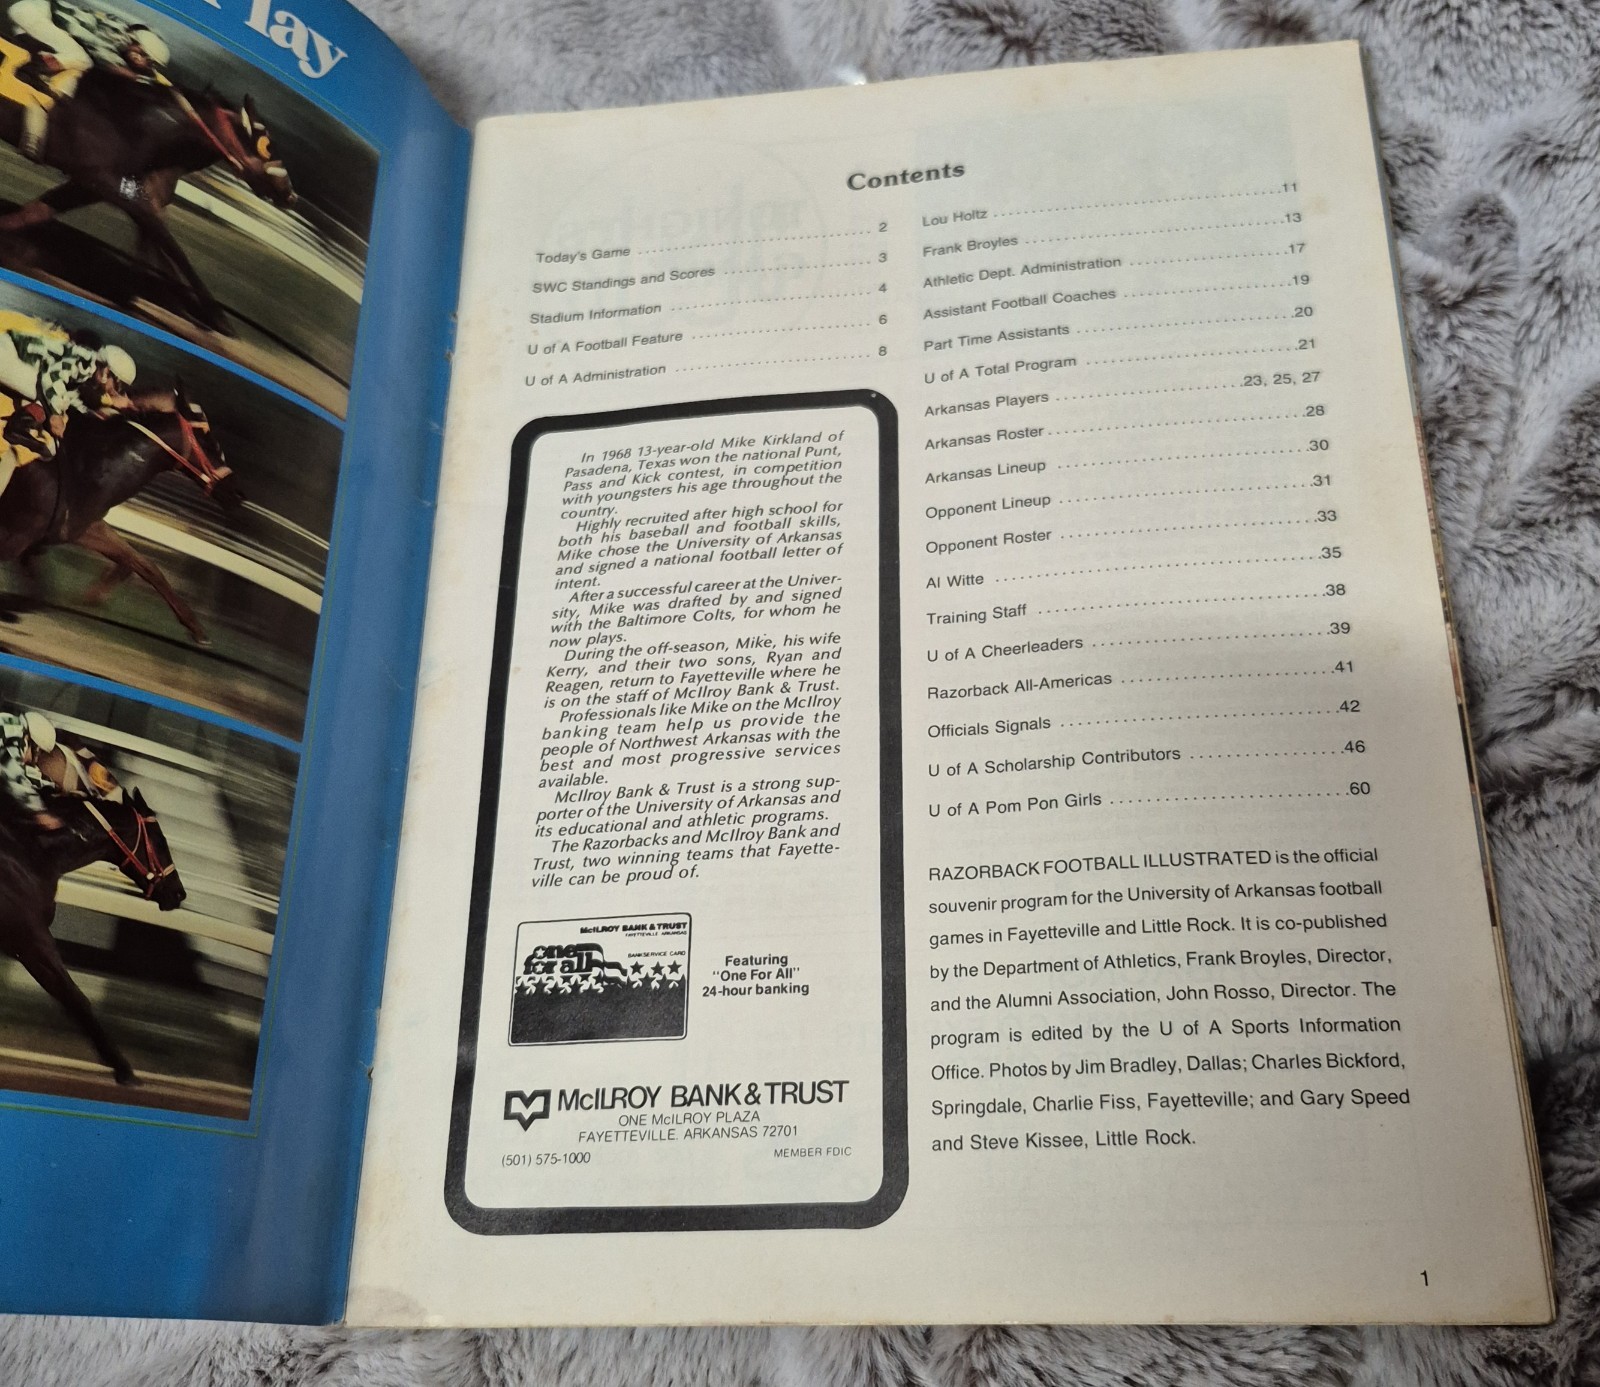 Play
Contents
Today's Game 2
SWC Standings and Scores 3
Stadium Information 4
U of A Football Feature 6
U of A Administration 8
In 1968 13-year-old Mike Kirkland of
Pasadena, Texas won the national Punt,
Pass and Kick contest, in competition
with youngsters his age throughout the
country.
Highly recruited after high school for
both his baseball and football skills,
Mike chose the University of Arkansas
and signed a national football letter of
intent.
After a successful career at the Univer-
sity, Mike was drafted by and signed
with the Baltimore Colts, for whom he
now plays.
During the off-season, Mike, his wife
Kerry, and their two sons, Ryan and
Reagen, return to Fayetteville where he
is on the staff of McIlroy Bank & Trust.
Professionals like Mike on the McIlroy
banking team help us provide the
people of Northwest Arkansas with the
best and most progressive services
available.
McIlroy Bank & Trust is a strong sup-
porter of the University of Arkansas and
its educational and athletic programs.
The Razorbacks and McIlroy Bank and
Trust, two winning teams that Fayette-
ville can be proud of.
McILROY BANK & TRUST
FAYETTEVILLE ARKANSAS
one for all
BANKSERVICE CARD
Featuring
"One For All"
24-hour banking
McILROY BANK & TRUST
ONE McILROY PLAZA
FAYETTEVILLE, ARKANSAS 72701
(501) 575-1000 MEMBER FDIC
Lou Holtz 11
Frank Broyles 13
Athletic Dept. Administration 17
Assistant Football Coaches 19
Part Time Assistants 20
U of A Total Program 21
Arkansas Players 23, 25, 27
Arkansas Roster 28
Arkansas Lineup 30
Opponent Lineup 31
Opponent Roster 33
Al Witte 35
Training Staff 38
U of A Cheerleaders 39
Razorback All-Americas 41
Officials Signals 42
U of A Scholarship Contributors 46
U of A Pom Pon Girls 60
RAZORBACK FOOTBALL ILLUSTRATED is the official
souvenir program for the University of Arkansas football
games in Fayetteville and Little Rock. It is co-published
by the Department of Athletics, Frank Broyles, Director,
and the Alumni Association, John Rosso, Director. The
program is edited by the U of A Sports Information
Office. Photos by Jim Bradley, Dallas; Charles Bickford,
Springdale, Charlie Fiss, Fayetteville; and Gary Speed
and Steve Kissee, Little Rock.
1